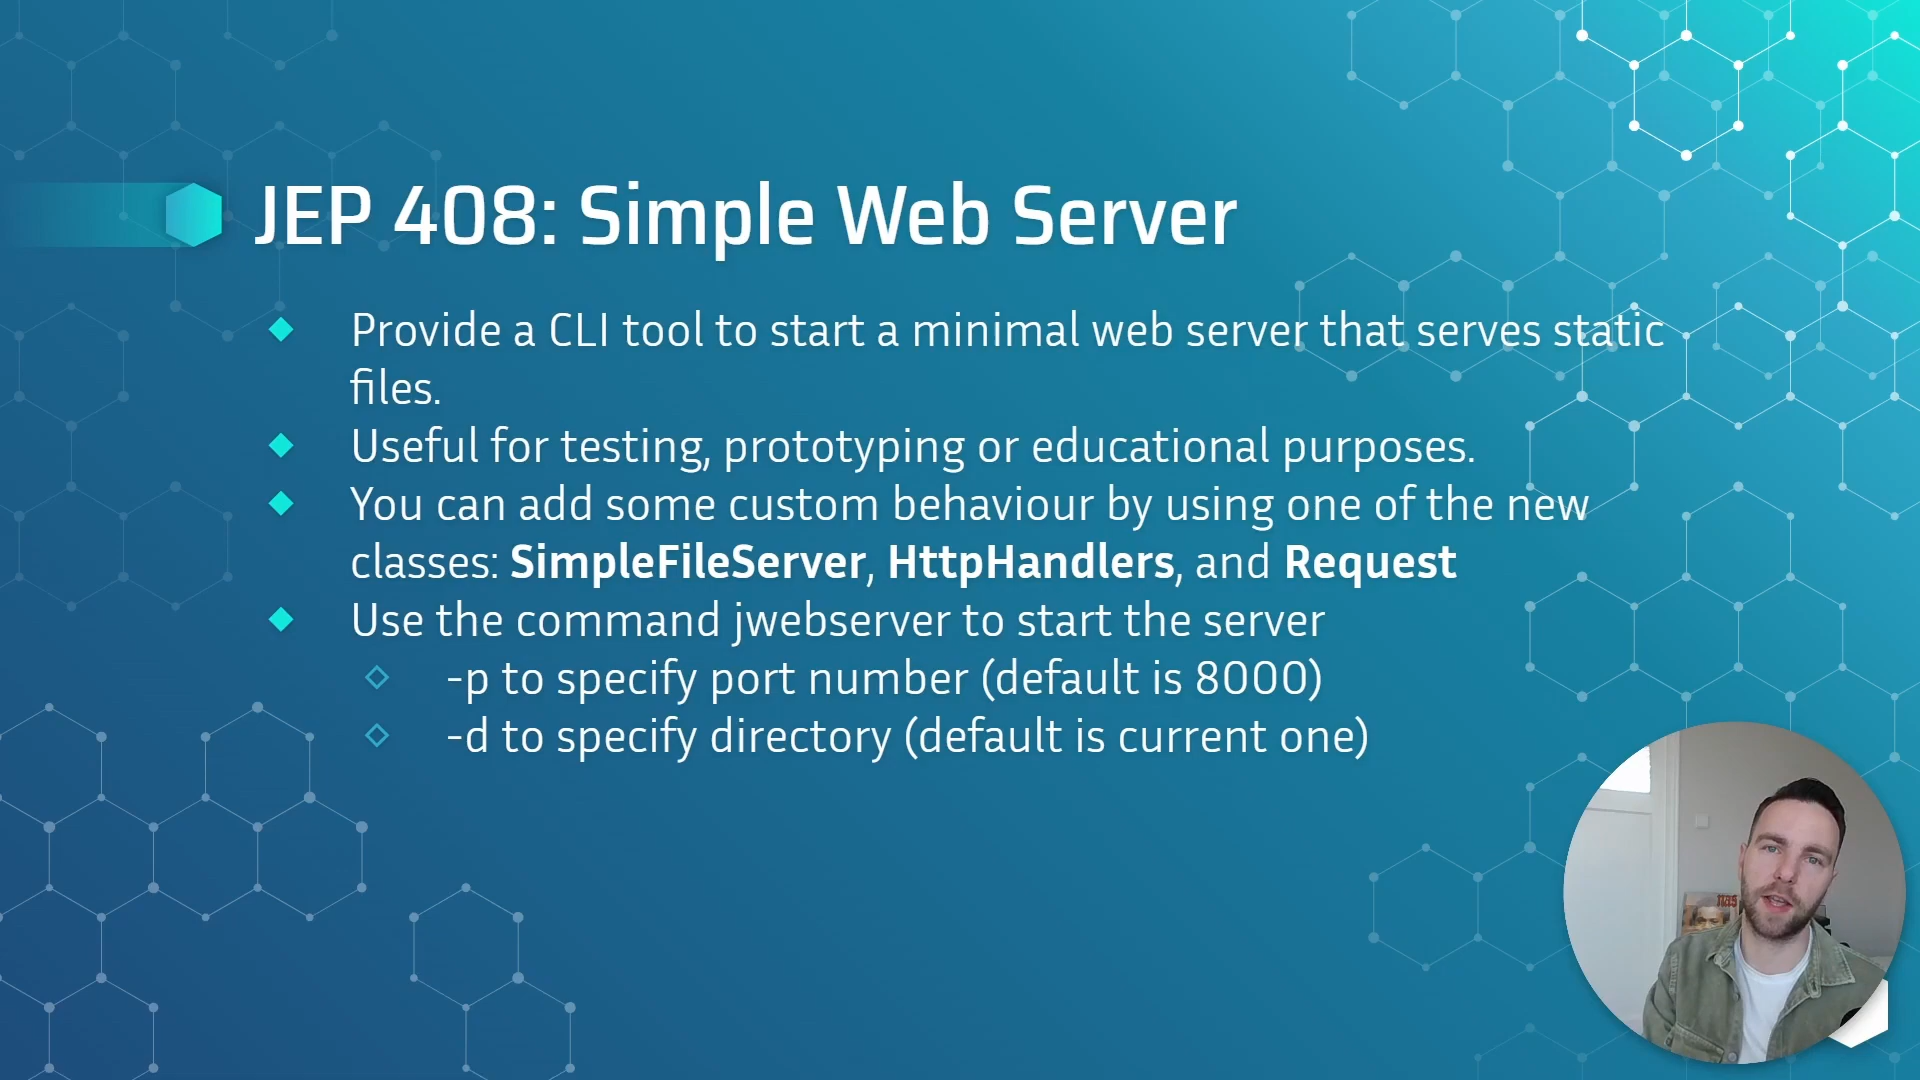 JEP 408: Simple Web Server
Provide a CLI tool to start a minimal web server that serves static
files.
Useful for testing, prototyping or educational purposes.
You can add some custom behaviour by using one of the new
classes: SimpleFileServer, HttpHandlers, and Request
Use the command jwebserver to start the server
-p to specify port number (default is 8000)
-d to specify directory (default is current one)
nas